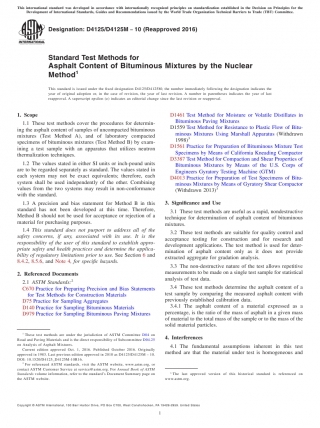 This international standard was developed in accordance with internationally recognized principles on standardization established in the Decision on Principles for the
Development of International Standards, Guides and Recommendations issued by the World Trade Organization Technical Barriers to Trade (TBT) Committee.
Designation: D4125/D4125M − 10 (Reapproved 2016)
INTERNATIONAL
Standard Test Methods for
Asphalt Content of Bituminous Mixtures by the Nuclear
Method1
This standard is issued under the fixed designation D4125/D4125M; the number immediately following the designation indicates the
year of original adoption or, in the case of revision, the year of last revision. A number in parentheses indicates the year of last
reapproval. A superscript epsilon (ε) indicates an editorial change since the last revision or reapproval.
1. Scope
1.1 These test methods cover the procedures for determin-
ing the asphalt content of samples of uncompacted bituminous
mixtures (Test Method A), and of laboratory compacted
specimens of bituminous mixtures (Test Method B) by exam-
ining a test sample with an apparatus that utilizes neutron
thermalization techniques.
1.2 The values stated in either SI units or inch-pound units
are to be regarded separately as standard. The values stated in
each system may not be exact equivalents; therefore, each
system shall be used independently of the other. Combining
values from the two systems may result in non-conformance
with the standard.
1.3 A precision and bias statement for Method B in this
standard has not been developed at this time. Therefore,
Method B should not be used for acceptance or rejection of a
material for purchasing purposes.
1.4 This standard does not purport to address all of the
safety concerns, if any, associated with its use. It is the
responsibility of the user of this standard to establish appro-
priate safety and health practices and determine the applica-
bility of regulatory limitations prior to use. See Section 6 and
8.4.2, 8.5.6, and Note 4, for specific hazards.
2. Referenced Documents
2.1 ASTM Standards:2
C670 Practice for Preparing Precision and Bias Statements
for Test Methods for Construction Materials
D75 Practice for Sampling Aggregates
D140 Practice for Sampling Bituminous Materials
D979 Practice for Sampling Bituminous Paving Mixtures
1 These test methods are under the jurisdiction of ASTM Committee D04 on
Road and Paving Materials and is the direct responsibility of Subcommittee D04.25
on Analysis of Asphalt Mixtures.
Current edition approved Oct. 1, 2016. Published October 2016. Originally
approved in 1983. Last previous edition approved in 2010 as D4125/D4125M – 10.
DOI: 10.1520/D4125_D4125M-10R16.
2 For referenced ASTM standards, visit the ASTM website, www.astm.org, or
contact ASTM Customer Service at service@astm.org. For Annual Book of ASTM
Standards volume information, refer to the standard's Document Summary page on
the ASTM website.
D1461 Test Method for Moisture or Volatile Distillates in
Bituminous Paving Mixtures
D1559 Test Method for Resistance to Plastic Flow of Bitu-
minous Mixtures Using Marshall Apparatus (Withdrawn
1998)3
D1561 Practice for Preparation of Bituminous Mixture Test
Specimens by Means of California Kneading Compactor
D3387 Test Method for Compaction and Shear Properties of
Bituminous Mixtures by Means of the U.S. Corps of
Engineers Gyratory Testing Machine (GTM)
D4013 Practice for Preparation of Test Specimens of Bitu-
minous Mixtures by Means of Gyratory Shear Compactor
(Withdrawn 2013)3
3. Significance and Use
3.1 These test methods are useful as a rapid, nondestructive
technique for determination of asphalt content of bituminous
mixtures.
3.2 These test methods are suitable for quality control and
acceptance testing for construction and for research and
development applications. The test method is used for deter-
mination of asphalt content only as it does not provide
extracted aggregate for gradation analysis.
3.3 The non-destructive nature of the test allows repetitive
measurements to be made on a single test sample for statistical
analysis of test data.
3.4 These test methods determine the asphalt content of a
test sample by comparing the measured asphalt content with
previously established calibration data.
3.4.1 The asphalt content of a material expressed as a
percentage, is the ratio of the mass of asphalt in a given mass
of material to the total mass of the sample or to the mass of the
solid material particles.
4. Interferences
4.1 The fundamental assumptions inherent in this test
method are that the material under test is homogeneous and
3 The last approved version of this historical standard is referenced on
www.astm.org.
Copyright © ASTM International, 100 Barr Harbor Drive, PO Box C700, West Conshohocken, PA 19428-2959. United States
1